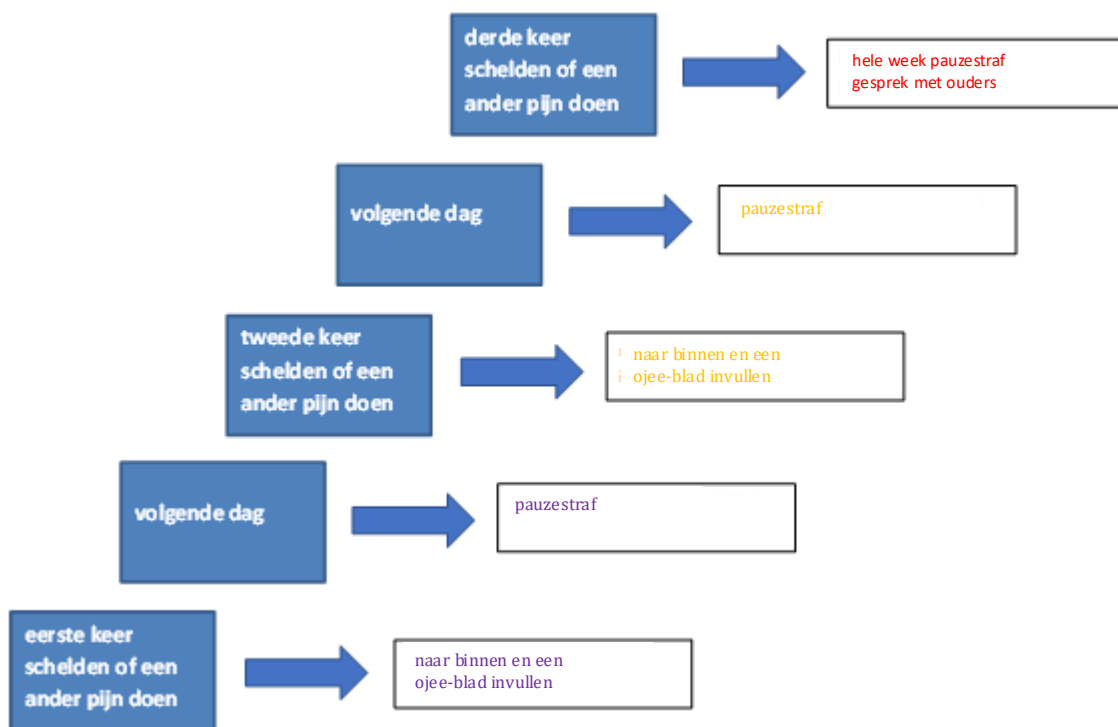 derde keer
schelden of een
ander pijn doen
hele week pauzestraf
gesprek met ouders
volgende dag
pauzestraf
tweede keer
schelden of een
ander pijn doen
naar binnen en een
ojee-blad invullen
volgende dag
pauzestraf
eerste keer
schelden of een
ander pijn doen
naar binnen en een
ojee-blad invullen